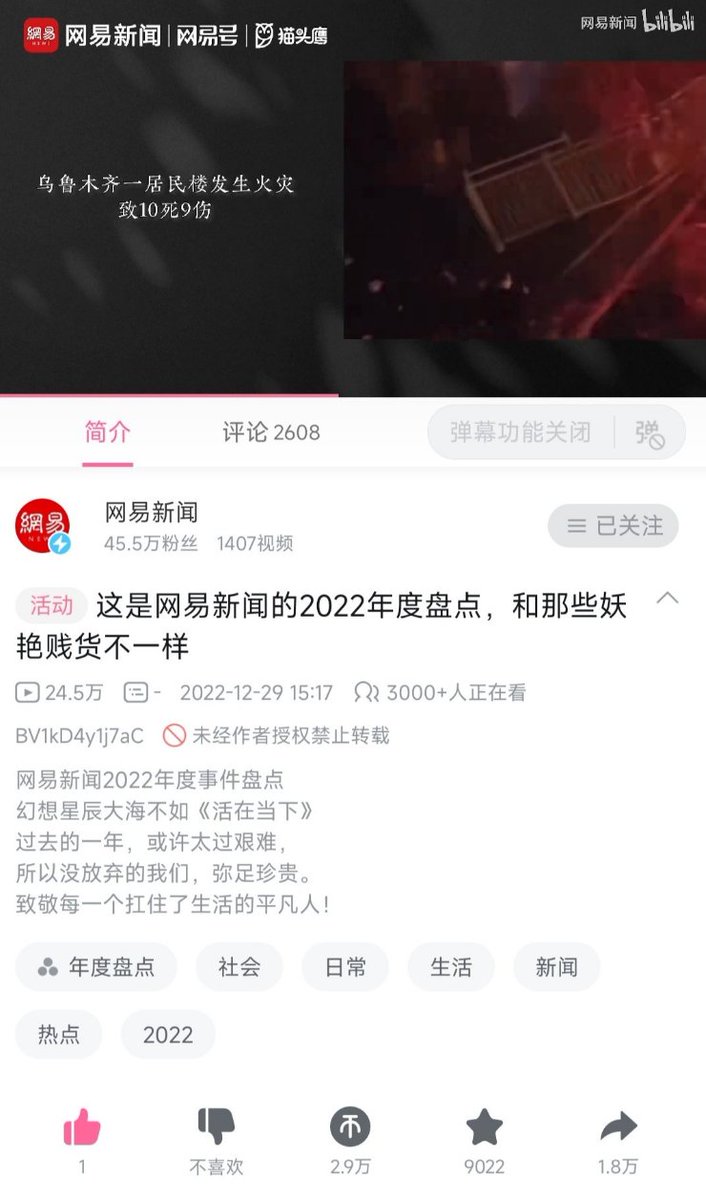 網易 NEWS 网易新闻 | 网易号 | 猫头鹰
网易新闻 bilibili
乌鲁木齐一居民楼发生火灾
致10死9伤
简介 评论 2608 弹幕功能关闭 弹
網易 NEWS
网易新闻
45.5万粉丝 1407视频
已关注
活动 这是网易新闻的2022年度盘点，和那些妖
艳贱货不一样
24.5万 - 2022-12-29 15:17 3000+人正在看
BV1kD4y1j7aC 未经作者授权禁止转载
网易新闻2022年度事件盘点
幻想星辰大海不如《活在当下》
过去的一年，或许太过艰难，
所以没放弃的我们，弥足珍贵。
致敬每一个扛住了生活的平凡人！
年度盘点 社会 日常 生活 新闻
热点 2022
1 不喜欢 2.9万 9022 1.8万